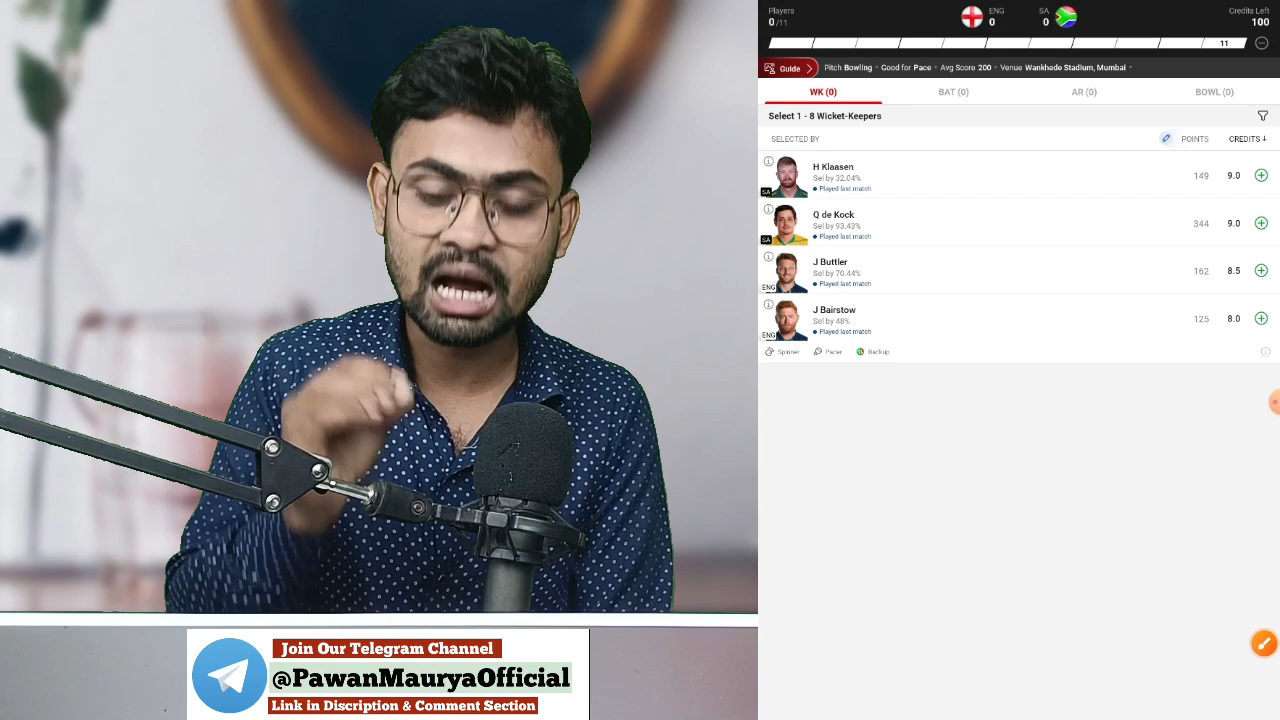 Players
0 /11
ENG
0
SA
0
Credits Left
100
11
Guide
Pitch Bowling • Good for Pace • Avg Score 200 • Venue Wankhede Stadium, Mumbai •
WK (0) BAT (0) AR (0) BOWL (0)
Select 1 - 8 Wicket-Keepers
SELECTED BY POINTS CREDITS ↓
H Klaasen
Sel by 32.04%
Played last match
SA
149 9.0
Q de Kock
Sel by 93.43%
Played last match
SA
344 9.0
J Buttler
Sel by 70.44%
Played last match
ENG
162 8.5
J Bairstow
Sel by 48%
Played last match
ENG
125 8.0
Spinner Pacer Backup
Join Our Telegram Channel
@PawanMauryaOfficial
Link in Discription & Comment Section